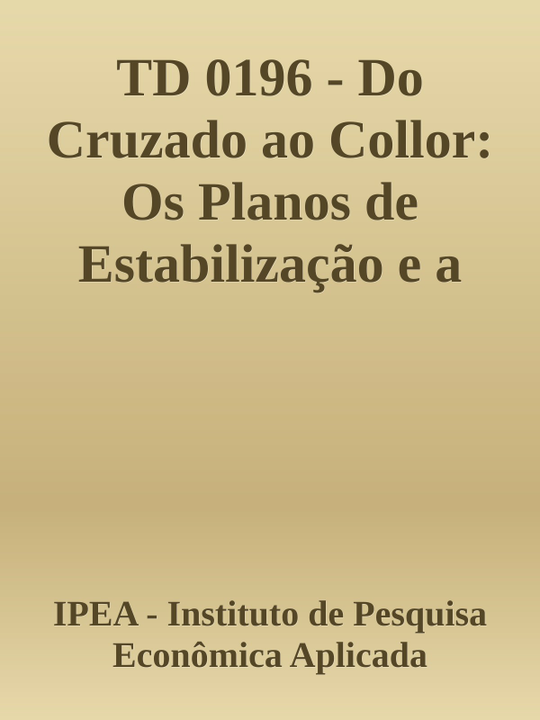 TD 0196 - Do
Cruzado ao Collor:
Os Planos de
Estabilização e a
IPEA - Instituto de Pesquisa
Econômica Aplicada